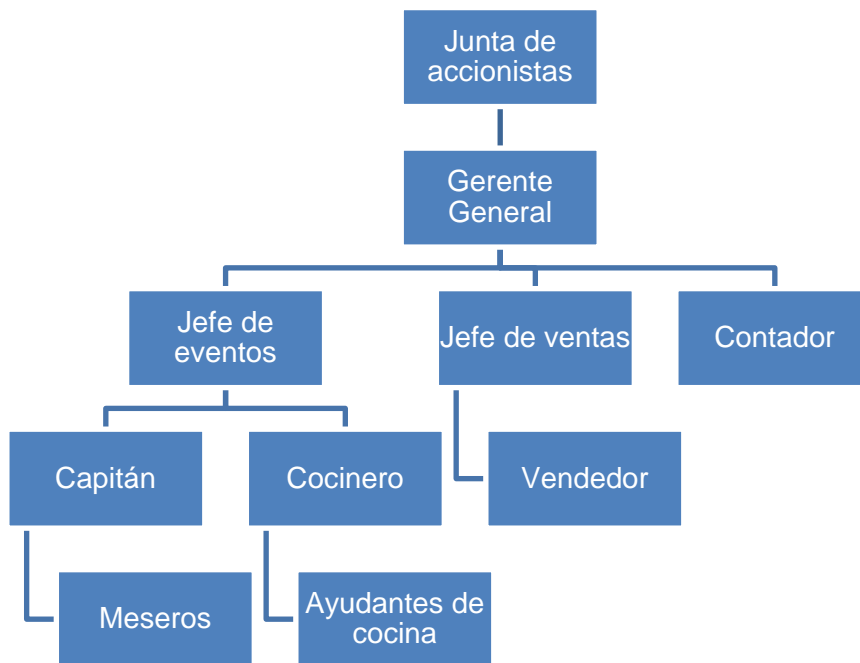 Junta de
accionistas
Gerente
General
Jefe de
eventos
Jefe de ventas
Contador
Capitán
Cocinero
Vendedor
Meseros
Ayudantes de
cocina